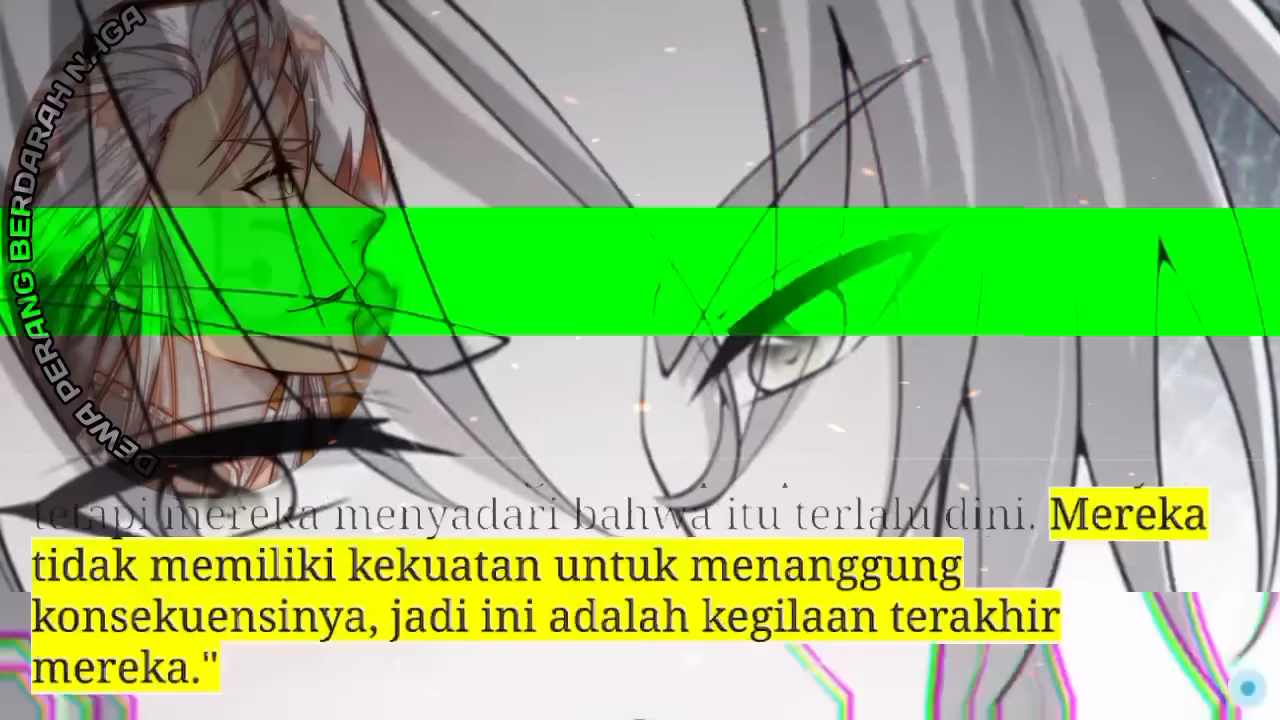 DEWA PERANG BERDARAH NAGA
tetapi mereka menyadari bahwa itu terlalu dini. Mereka
tidak memiliki kekuatan untuk menanggung
konsekuensinya, jadi ini adalah kegilaan terakhir
mereka."